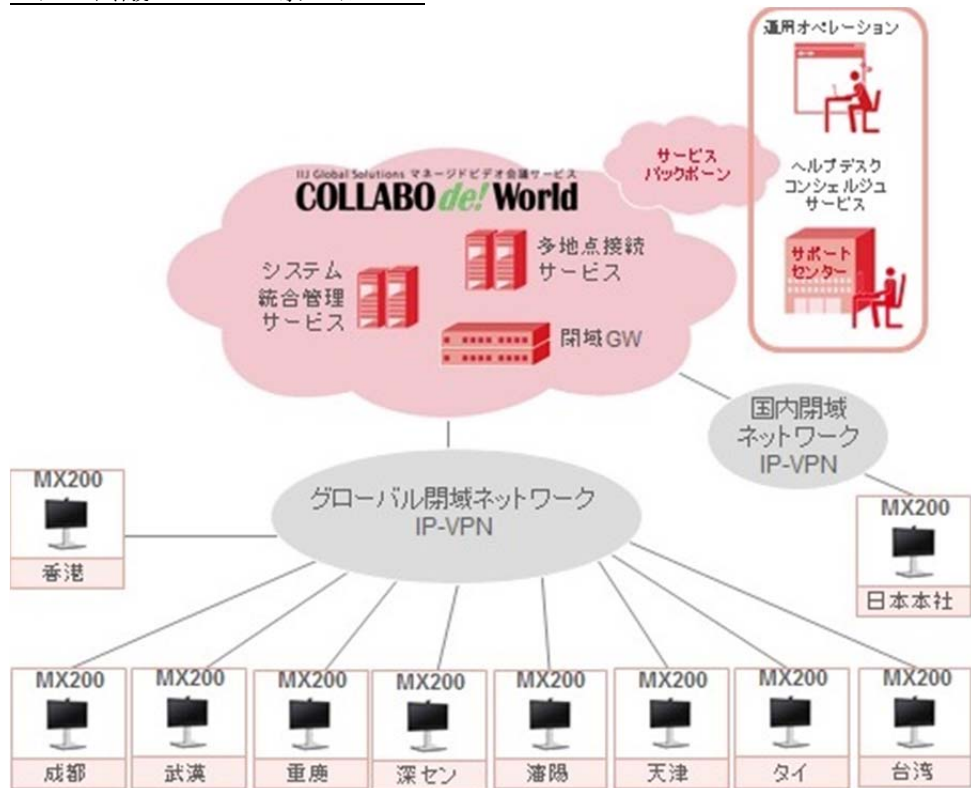 運用オペレーション
サービス
バックボーン
ヘルプデスク
コンシェルジュ
サービス
サポート
センター
IIJ Global Solutions マネージドビデオ会議サービス
COLLABO de! World
多地点接続
サービス
システム
統合管理
サービス
閉域GW
国内閉域
ネットワーク
IP-VPN
グローバル閉域ネットワーク
IP-VPN
MX200
香港
MX200
日本本社
MX200
成都
MX200
武漢
MX200
重慶
MX200
深セン
MX200
瀋陽
MX200
天津
MX200
タイ
MX200
台湾